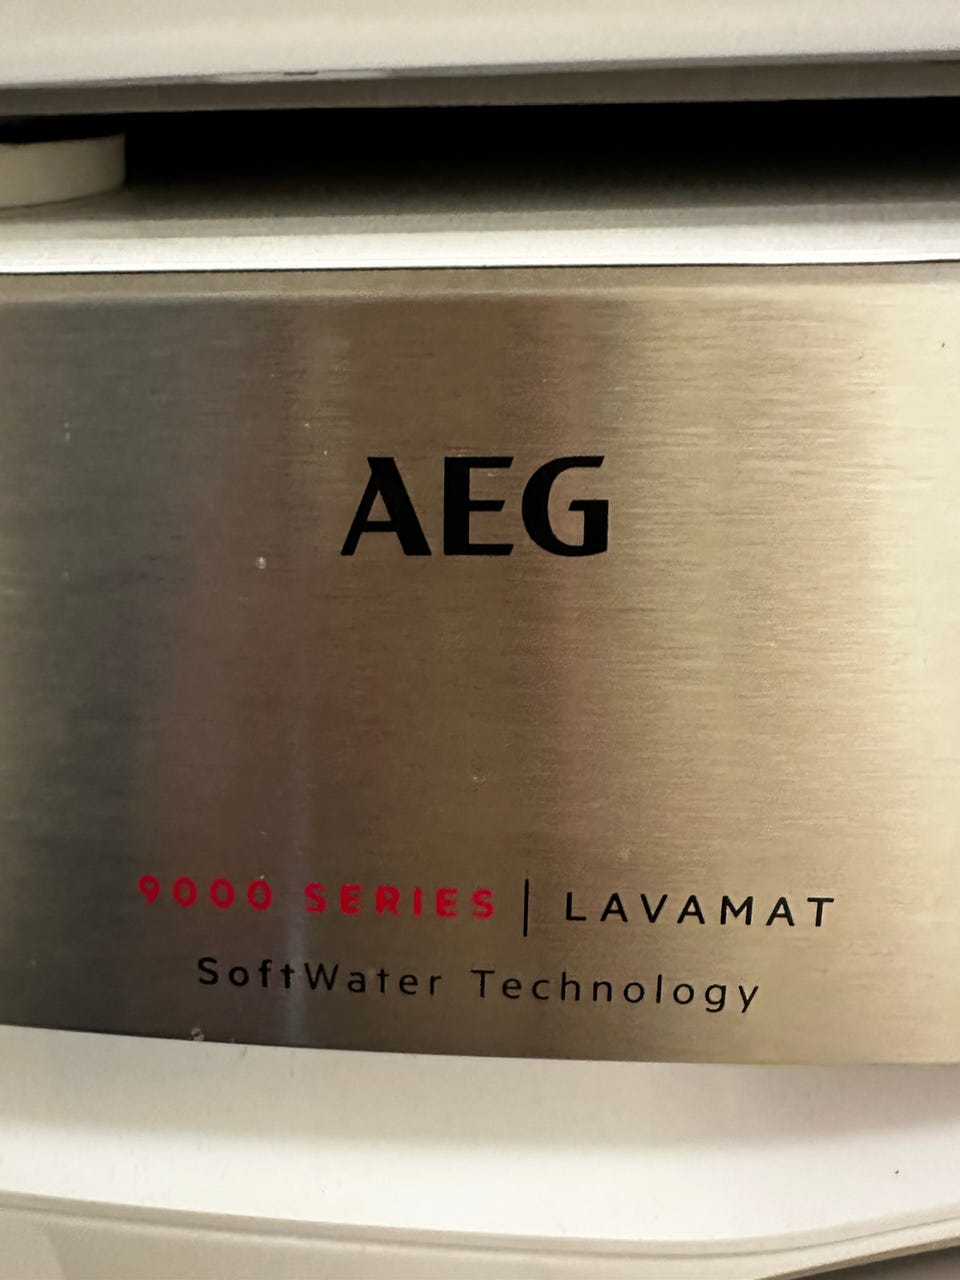 AEG
9000 SERIES | LAVAMAT
SoftWater Technology